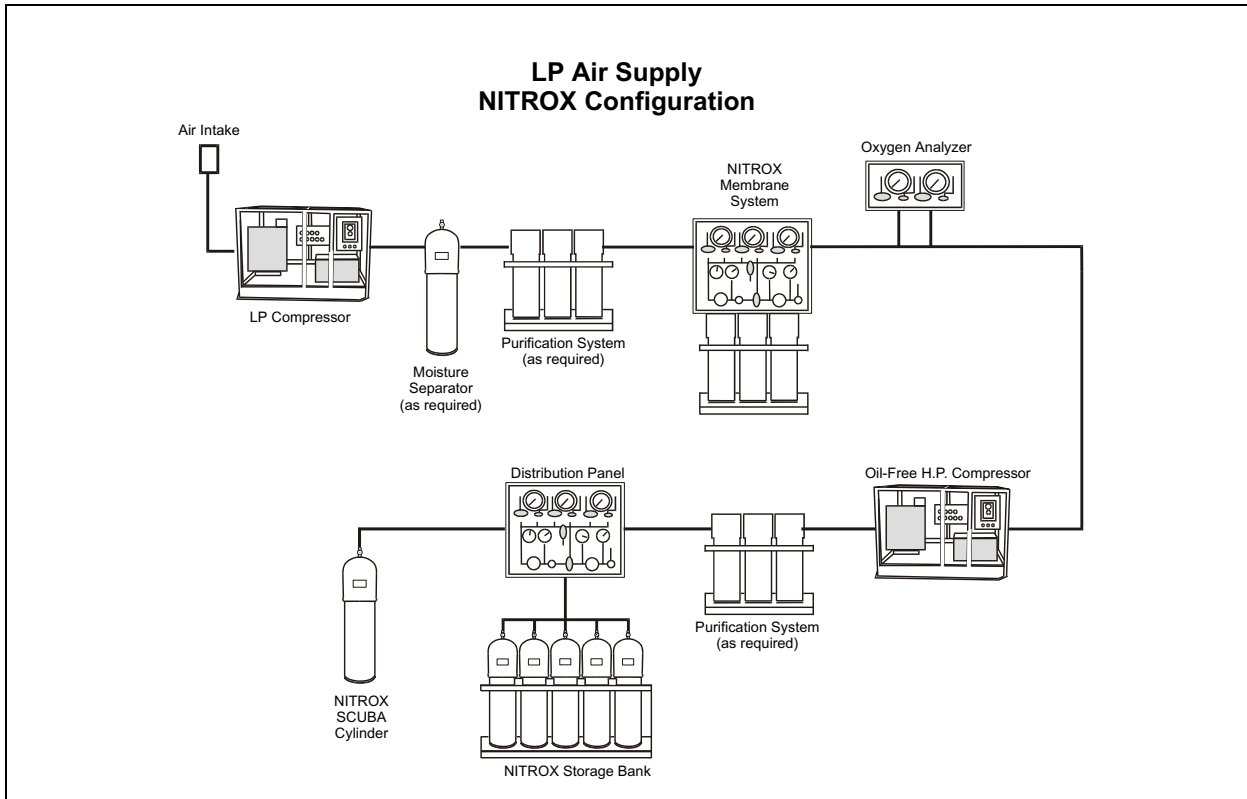 LP Air Supply
NITROX Configuration
Air Intake
LP Compressor
Moisture
Separator
(as required)
Purification System
(as required)
NITROX
Membrane
System
Oxygen Analyzer
Oil-Free H.P. Compressor
Purification System
(as required)
Distribution Panel
NITROX Storage Bank
NITROX
SCUBA
Cylinder